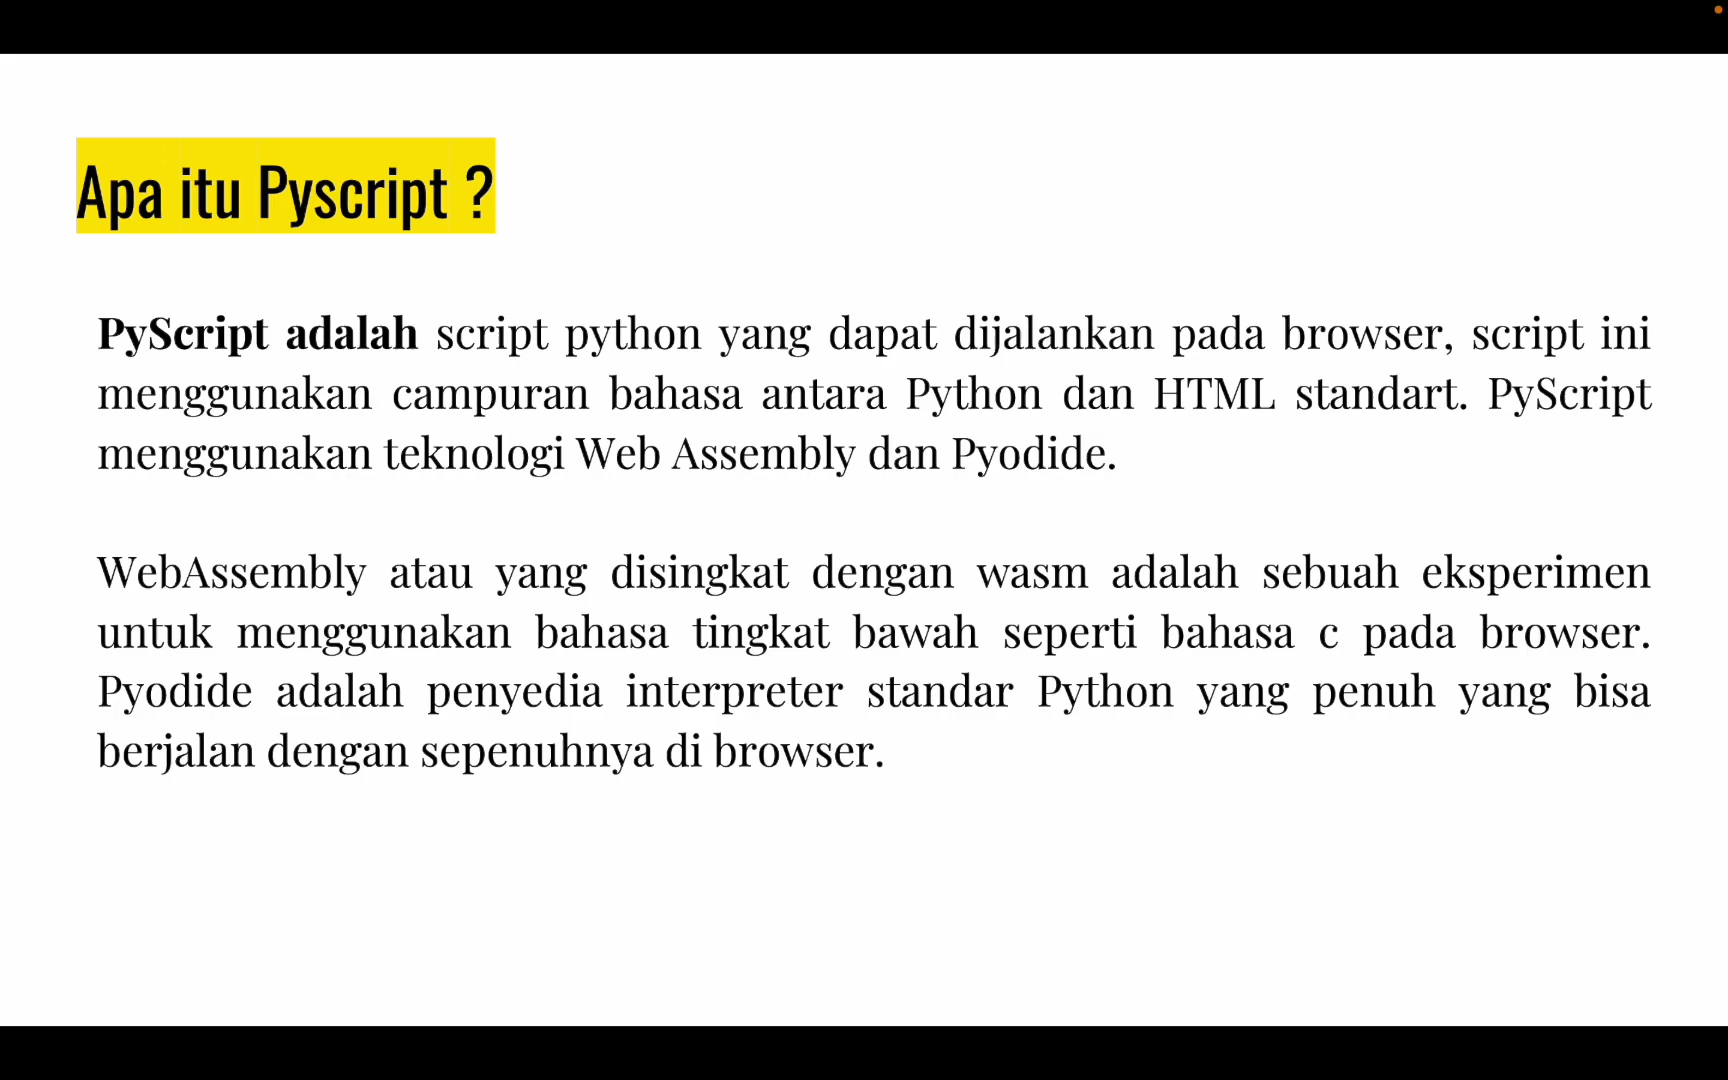 Apa itu Pyscript ?
PyScript adalah script python yang dapat dijalankan pada browser, script ini
menggunakan campuran bahasa antara Python dan HTML standart. PyScript
menggunakan teknologi Web Assembly dan Pyodide.
WebAssembly atau yang disingkat dengan wasm adalah sebuah eksperimen
untuk menggunakan bahasa tingkat bawah seperti bahasa c pada browser.
Pyodide adalah penyedia interpreter standar Python yang penuh yang bisa
berjalan dengan sepenuhnya di browser.